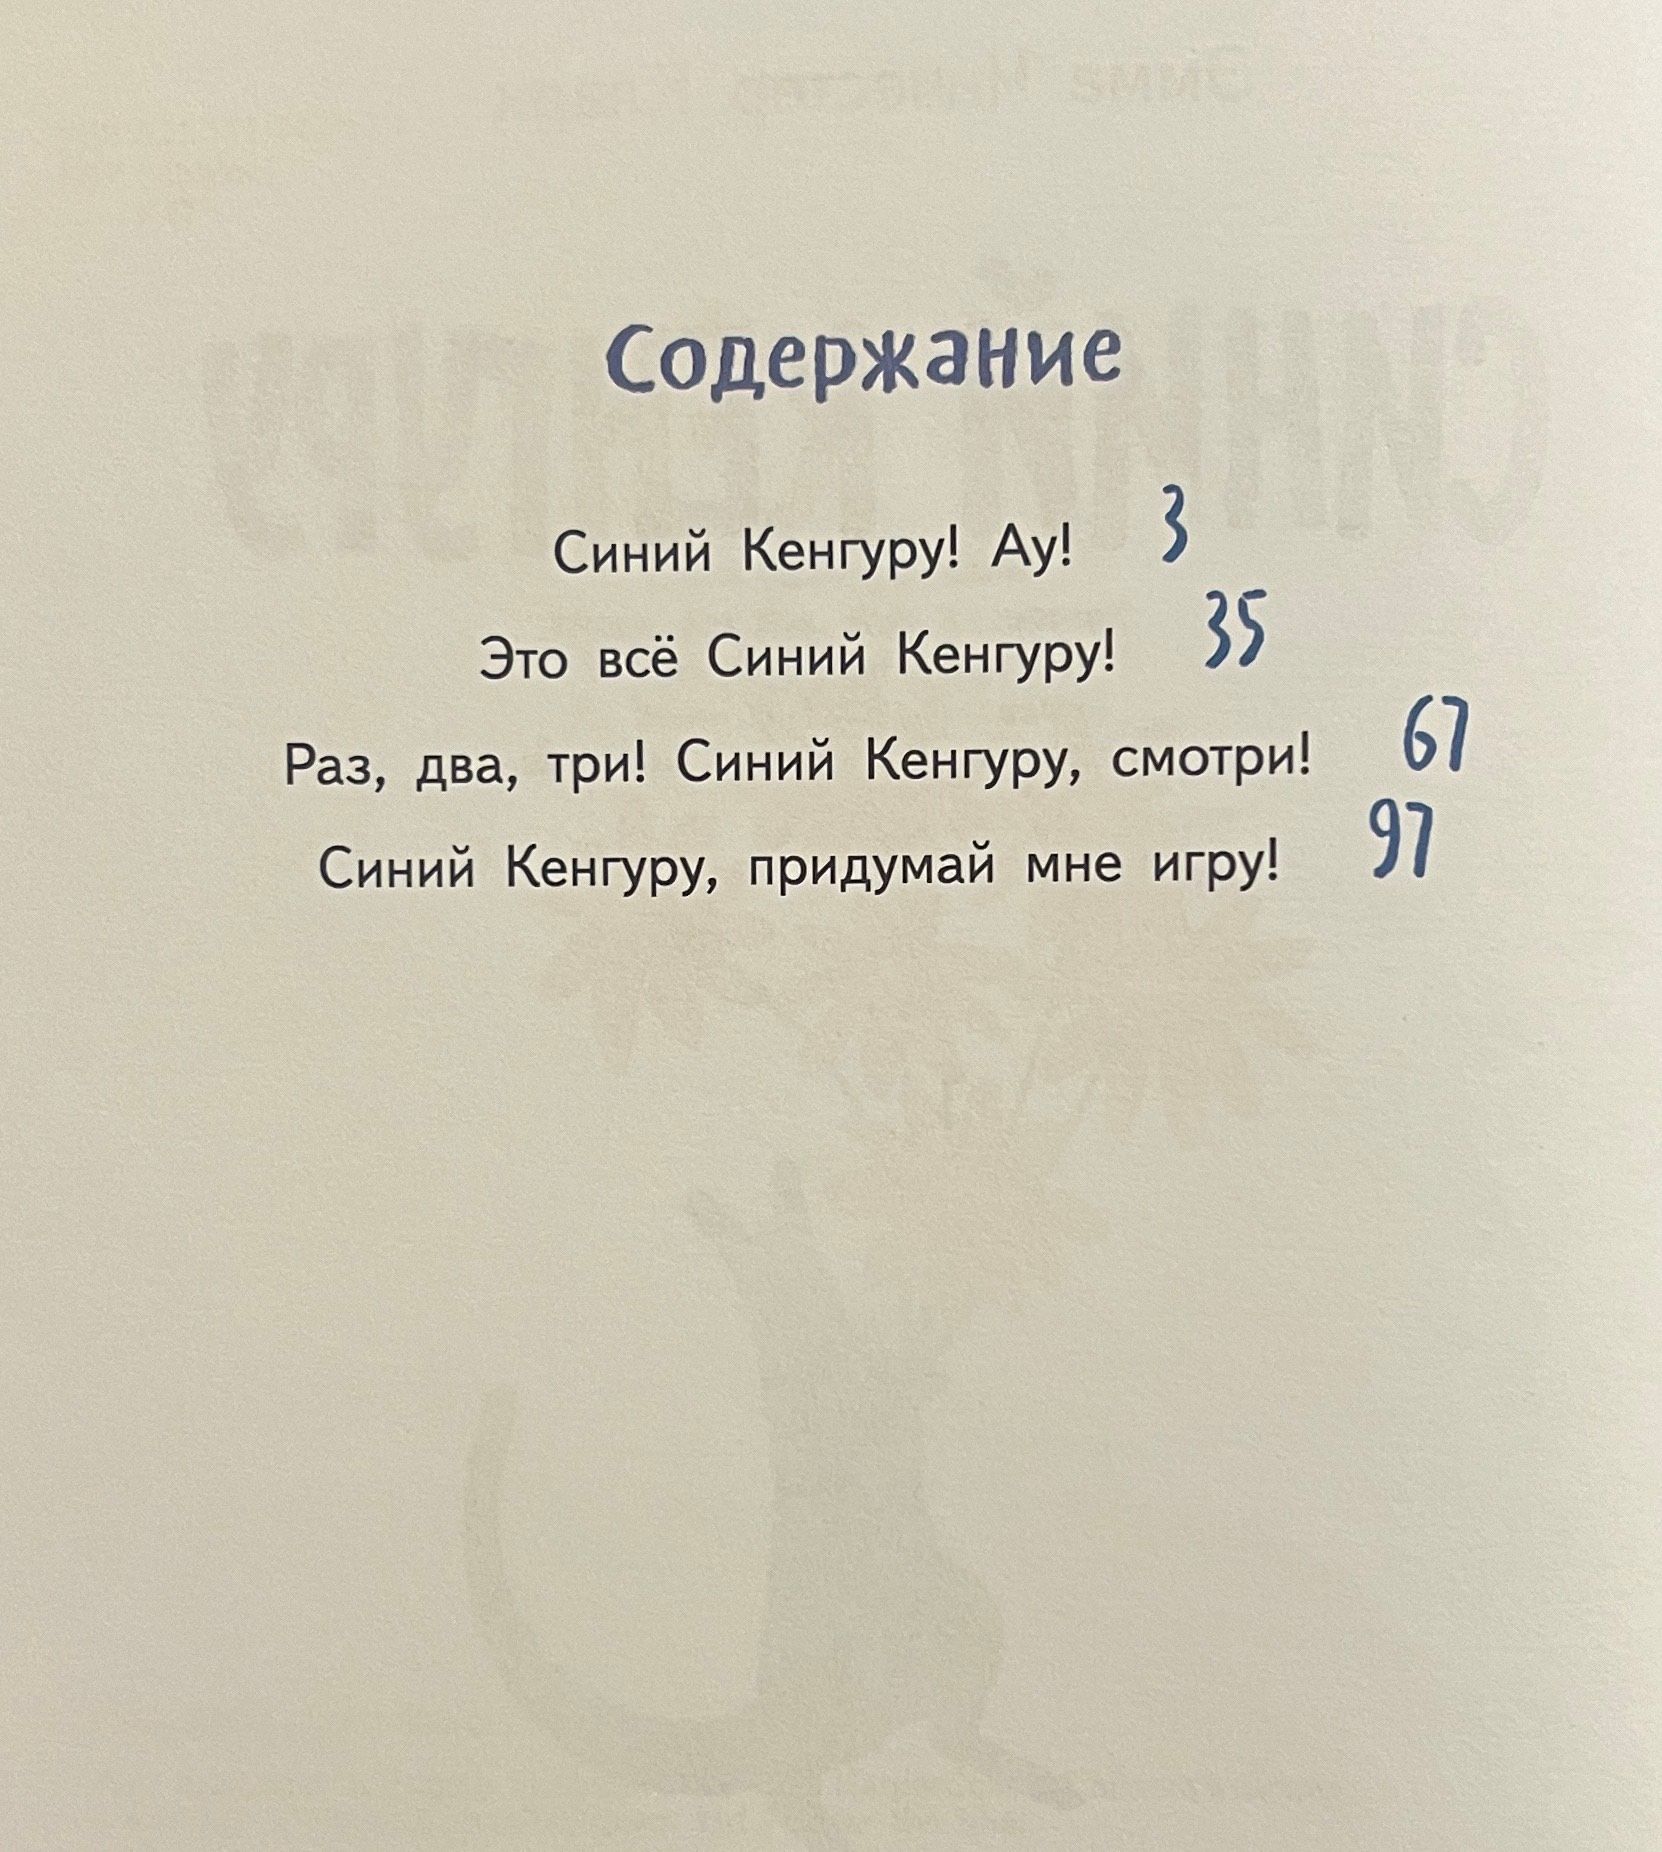 Содержание
Синий Кенгуру! Ау! 3
Это всё Синий Кенгуру! 35
Раз, два, три! Синий Кенгуру, смотри! 67
Синий Кенгуру, придумай мне игру! 97